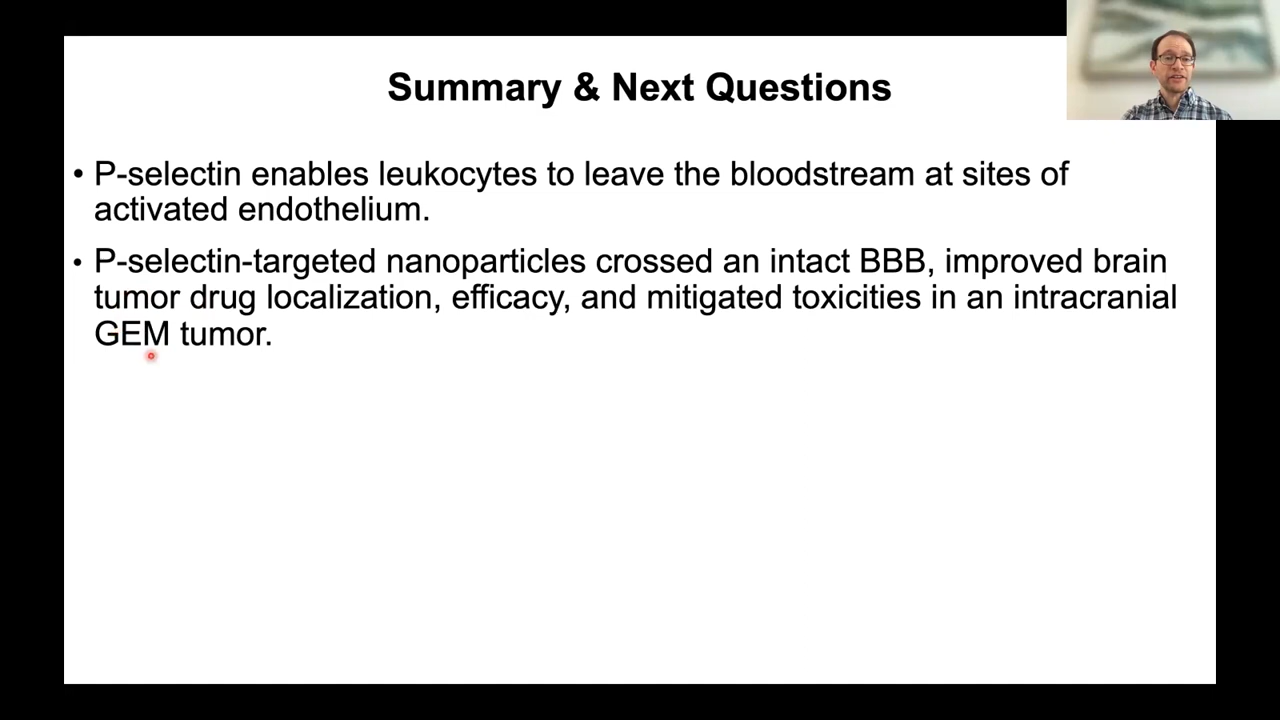 Summary & Next Questions
• P-selectin enables leukocytes to leave the bloodstream at sites of
activated endothelium.
• P-selectin-targeted nanoparticles crossed an intact BBB, improved brain
tumor drug localization, efficacy, and mitigated toxicities in an intracranial
GEM tumor.